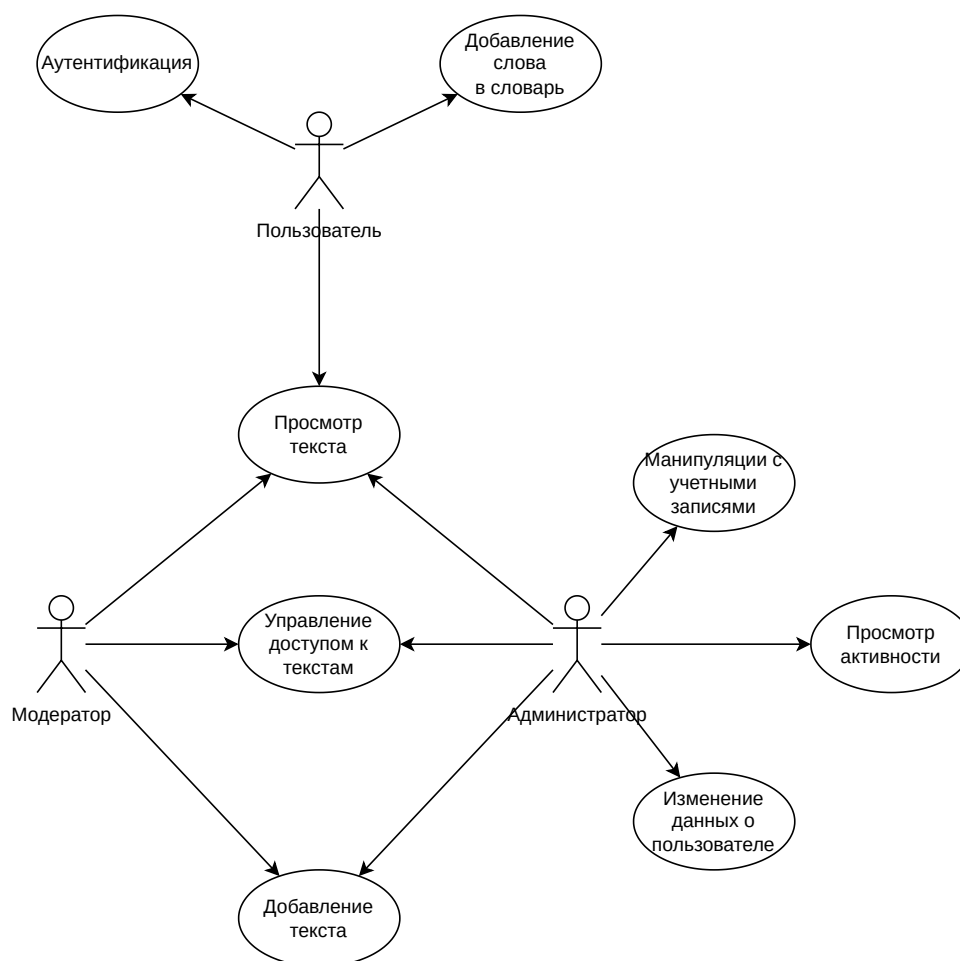 Аутентификация
Добавление
слова
в словарь
Пользователь
Просмотр
текста
Манипуляции с
учетными
записями
Управление
доступом к
текстам
Просмотр
активности
Модератор
Администратор
Изменение
данных о
пользователе
Добавление
текста